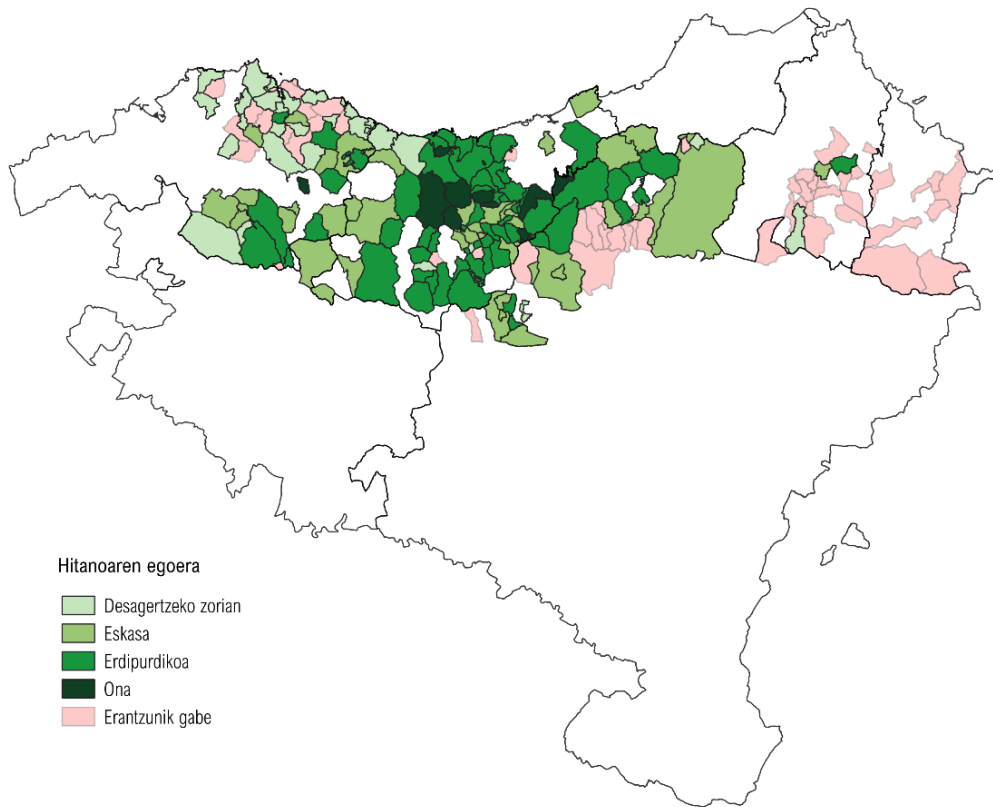 Hitanoaren egoera
Desagertzeko zorian
Eskasa
Erdipurdikoa
Ona
Erantzunik gabe